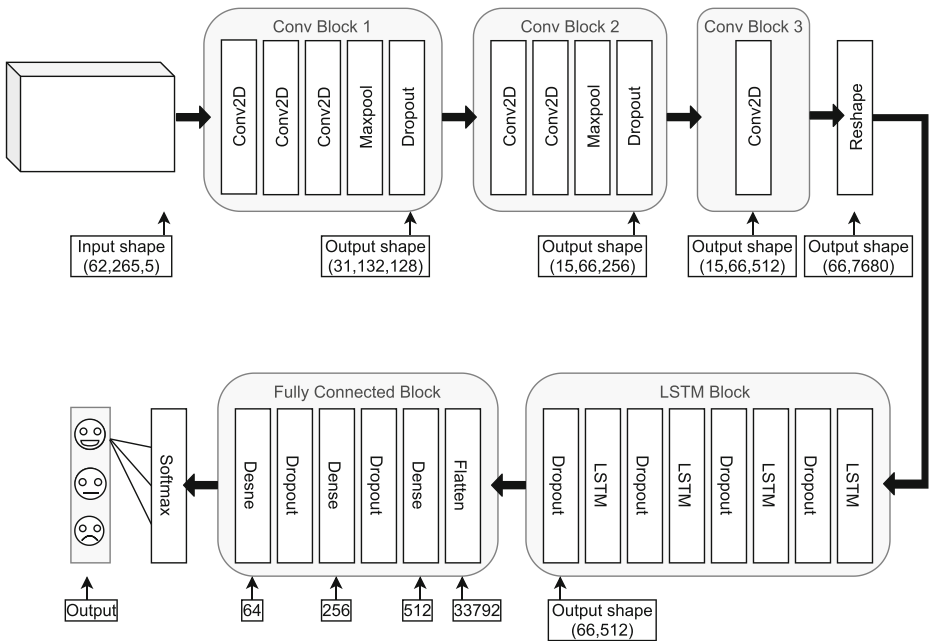 Conv Block 1
Conv2D
Conv2D
Conv2D
Maxpool
Dropout
Conv Block 2
Conv2D
Conv2D
Maxpool
Dropout
Conv Block 3
Conv2D
Reshape
Input shape
(62,265,5)
Output shape
(31,132,128)
Output shape
(15,66,256)
Output shape
(15,66,512)
Output shape
(66,7680)
Fully Connected Block
Desne
Dropout
Dense
Dropout
Dense
Flatten
LSTM Block
Dropout
LSTM
Dropout
LSTM
Dropout
LSTM
Dropout
LSTM
Softmax
Output
64
256
512
33792
Output shape
(66,512)